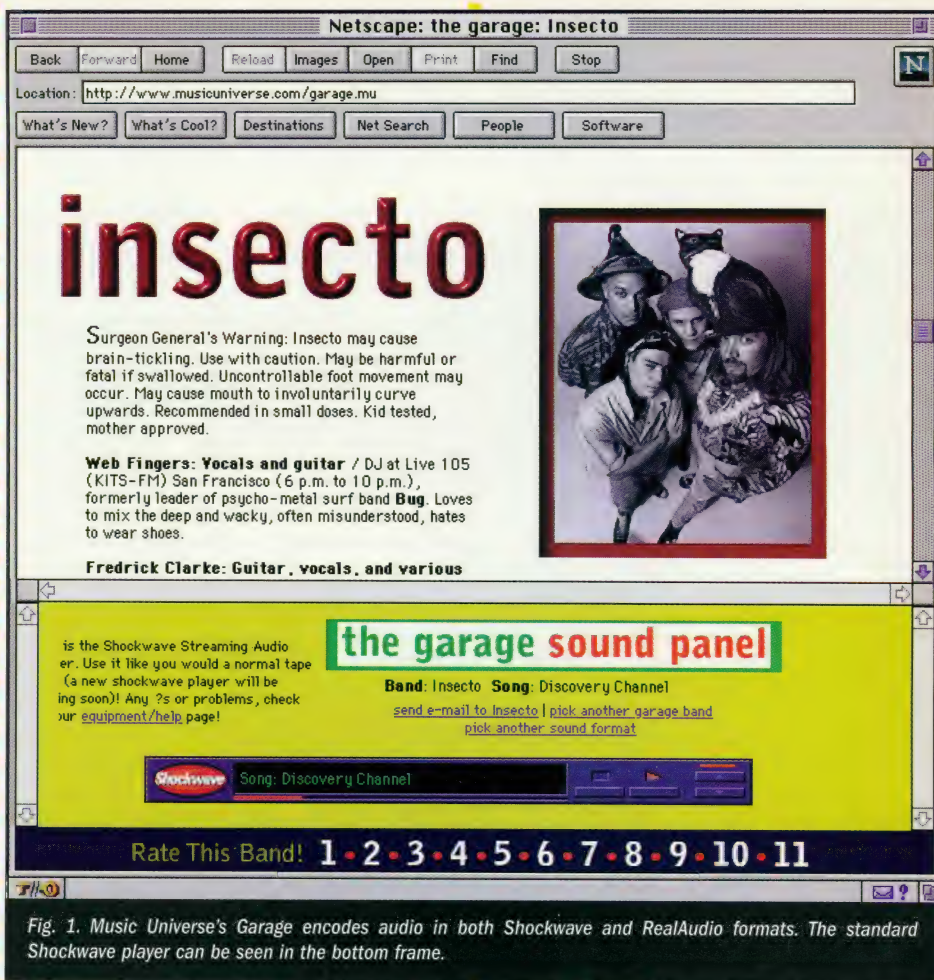 Netscape: the garage: Insecto
Back Forward Home Reload Images Open Print Find Stop
N
Location: http://www.musicuniverse.com/garage.mu
What's New? What's Cool? Destinations Net Search People Software
insecto
Surgeon General's Warning: Insecto may cause
brain-tickling. Use with caution. May be harmful or
fatal if swallowed. Uncontrollable foot movement may
occur. May cause mouth to involuntarily curve
upwards. Recommended in small doses. Kid tested,
mother approved.
Web Fingers: Vocals and guitar / DJ at Live 105
(KITS-FM) San Francisco (6 p.m. to 10 p.m.),
formerly leader of psycho-metal surf band Bug. Loves
to mix the deep and wacky, often misunderstood, hates
to wear shoes.
Fredrick Clarke: Guitar, vocals, and various
is the Shockwave Streaming Audio
er. Use it like you would a normal tape
(a new shockwave player will be
ing soon)! Any ?s or problems, check
our equipment/help page!
the garage sound panel
Band: Insecto Song: Discovery Channel
send e-mail to Insecto | pick another garage band
pick another sound format
Shockwave Song: Discovery Channel
Rate This Band! 1 • 2 • 3 • 4 • 5 • 6 • 7 • 8 • 9 • 10 • 11
?
Fig. 1. Music Universe's Garage encodes audio in both Shockwave and RealAudio formats. The standard
Shockwave player can be seen in the bottom frame.